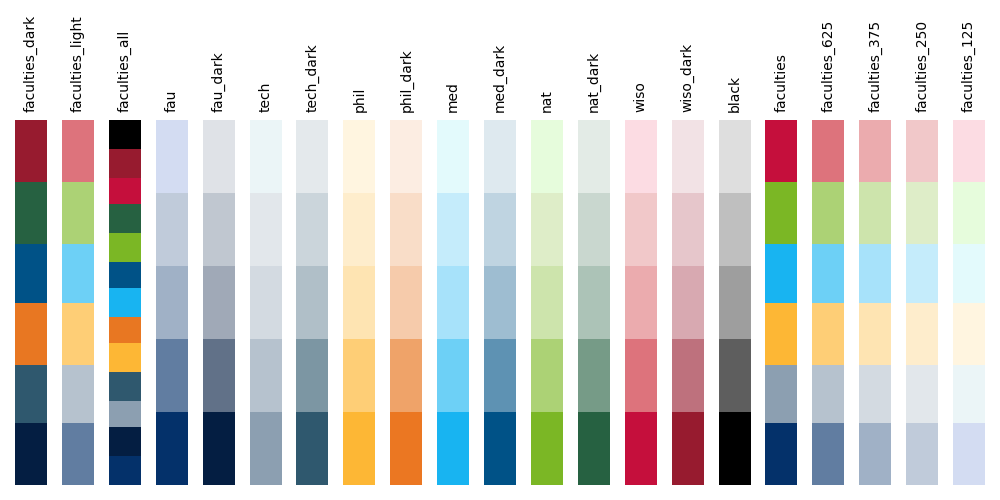 faculties_dark
faculties_light
faculties_all
fau
fau_dark
tech
tech_dark
phil
phil_dark
med
med_dark
nat
nat_dark
wiso
wiso_dark
black
faculties
faculties_625
faculties_375
faculties_250
faculties_125